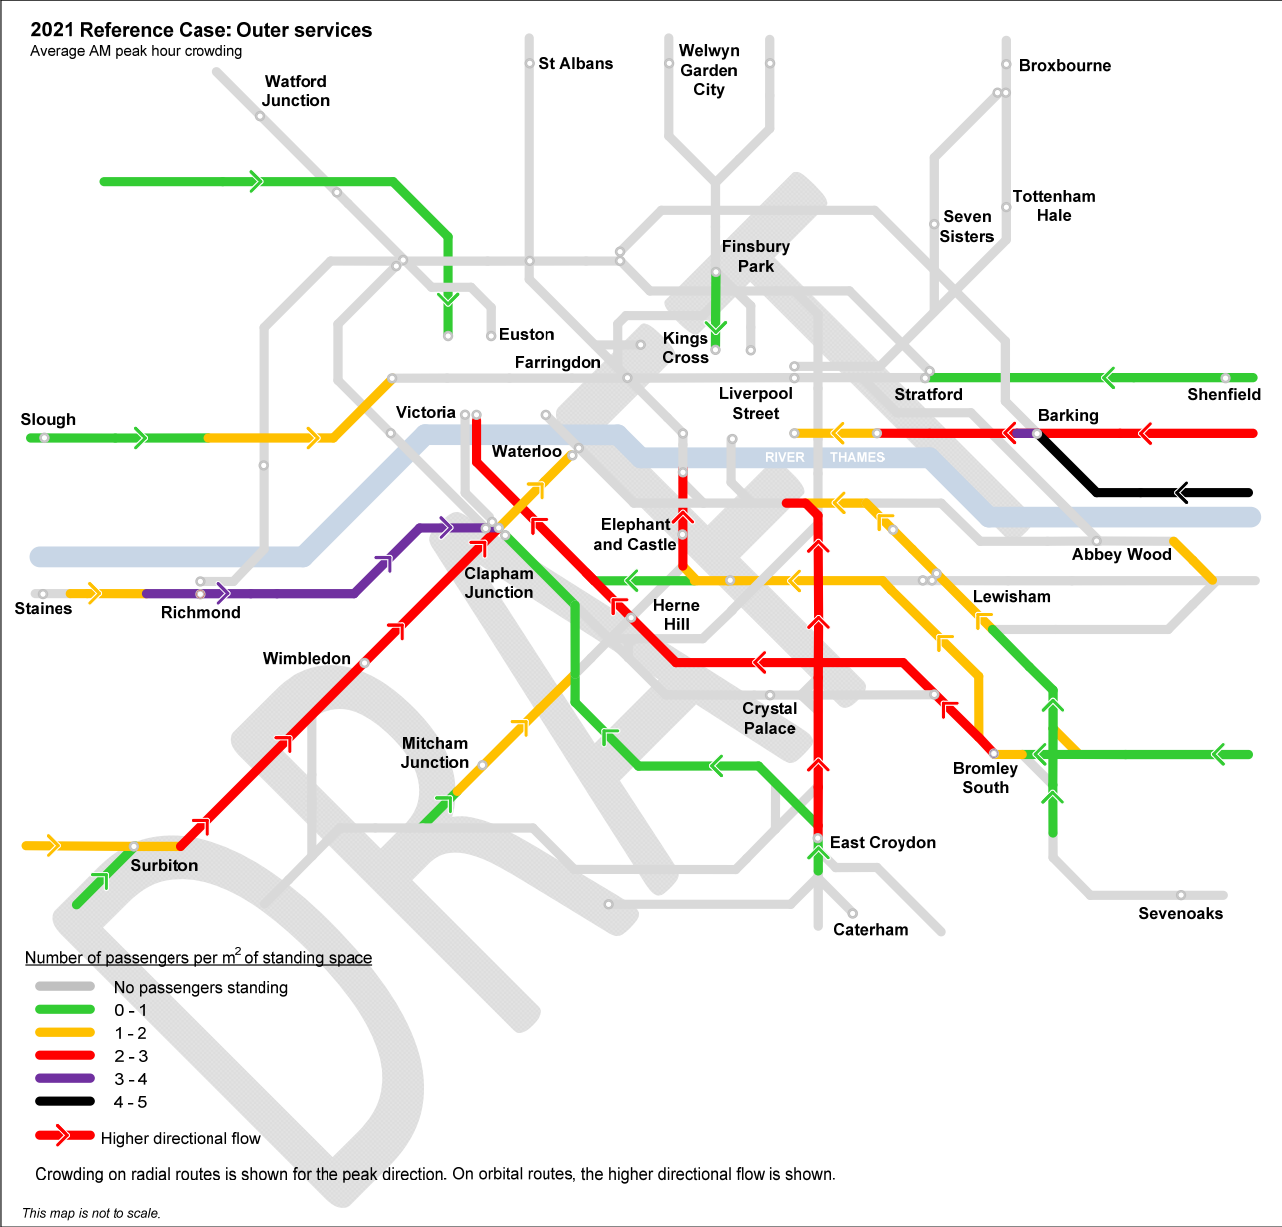 2021 Reference Case: Outer services
Average AM peak hour crowding
Watford
Junction
St Albans
Welwyn
Garden
City
Broxbourne
Tottenham
Hale
Seven
Sisters
Finsbury
Park
Euston
Kings
Cross
Farringdon
Liverpool
Street
Stratford
Shenfield
Slough
Victoria
Barking
Waterloo
RIVER THAMES
Elephant
and Castle
Abbey Wood
Clapham
Junction
Staines
Richmond
Herne
Hill
Lewisham
Wimbledon
Crystal
Palace
Mitcham
Junction
Bromley
South
Surbiton
East Croydon
Sevenoaks
Caterham
DRAFT
Number of passengers per m2 of standing space
No passengers standing
0 - 1
1 - 2
2 - 3
3 - 4
4 - 5
Higher directional flow
Crowding on radial routes is shown for the peak direction. On orbital routes, the higher directional flow is shown.
This map is not to scale.